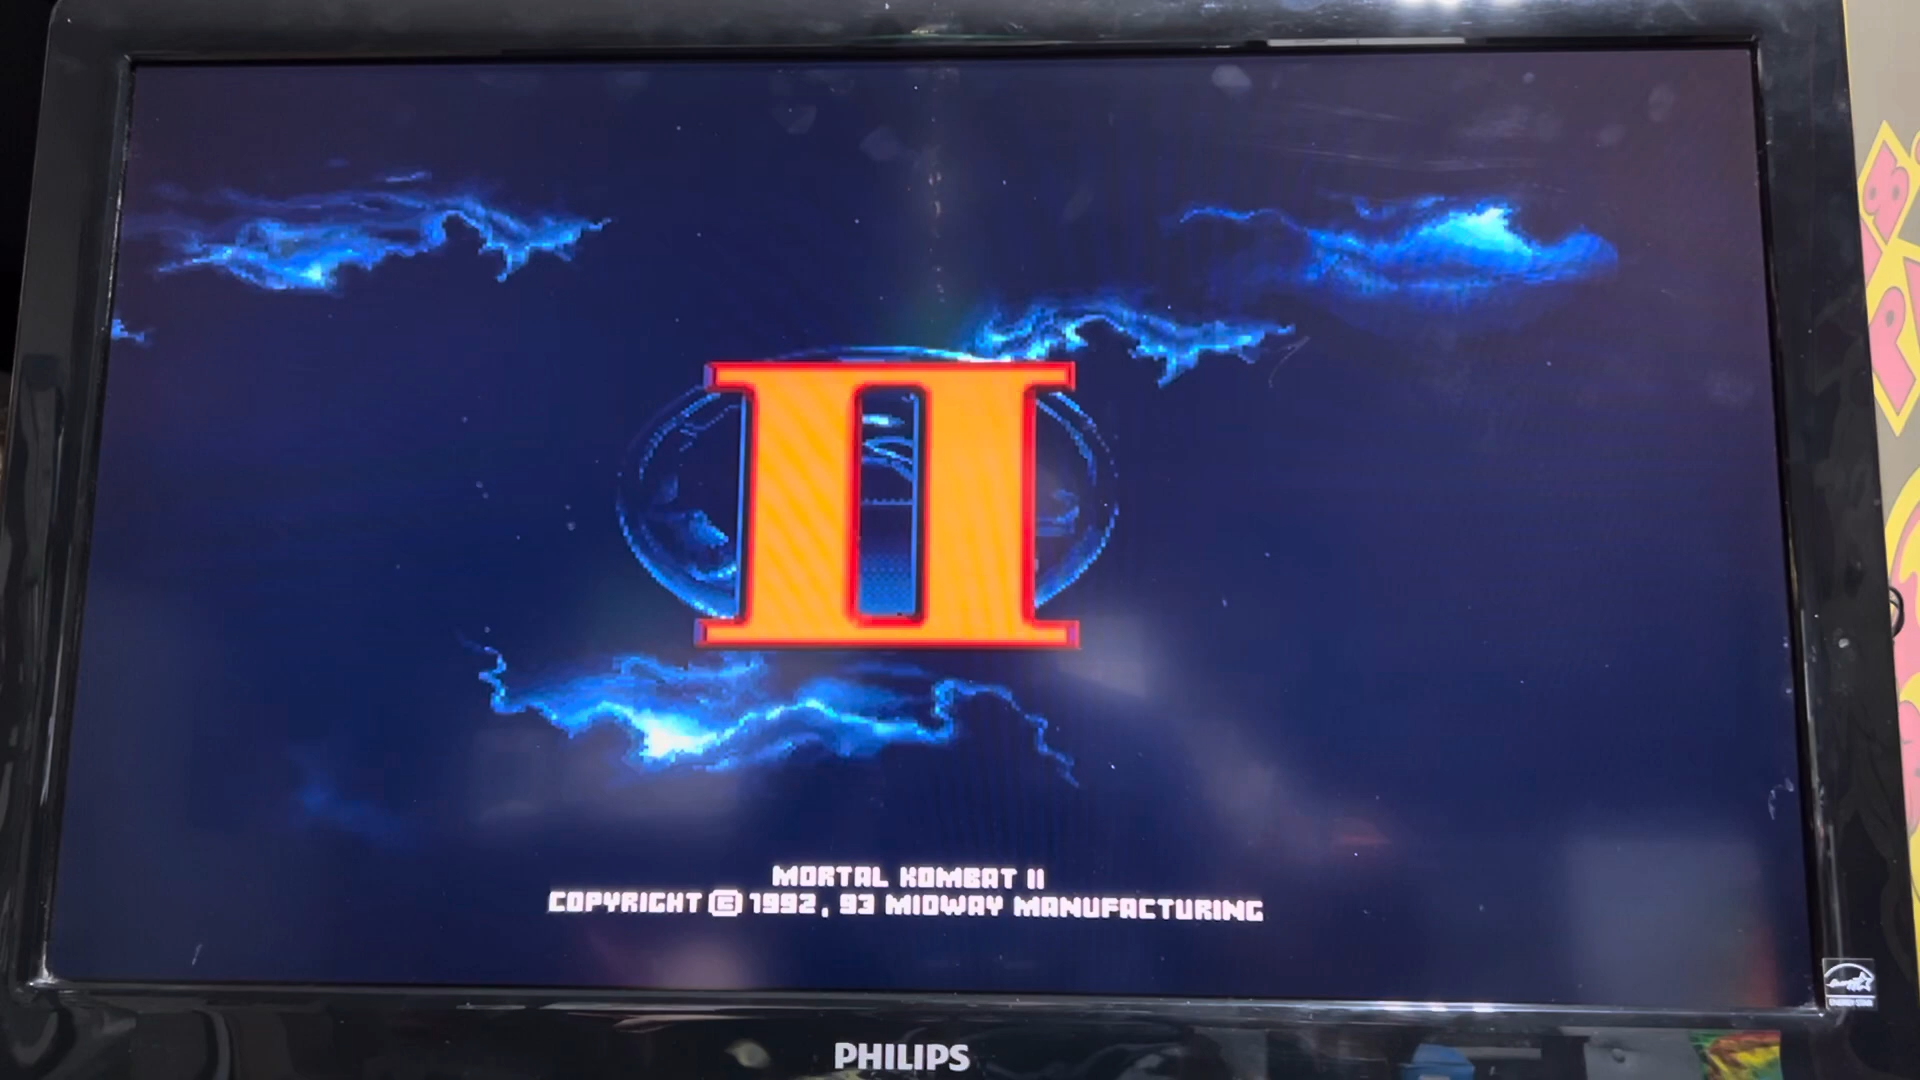 II
MORTAL KOMBAT II
COPYRIGHT © 1992, 93 MIDWAY MANUFACTURING
PHILIPS